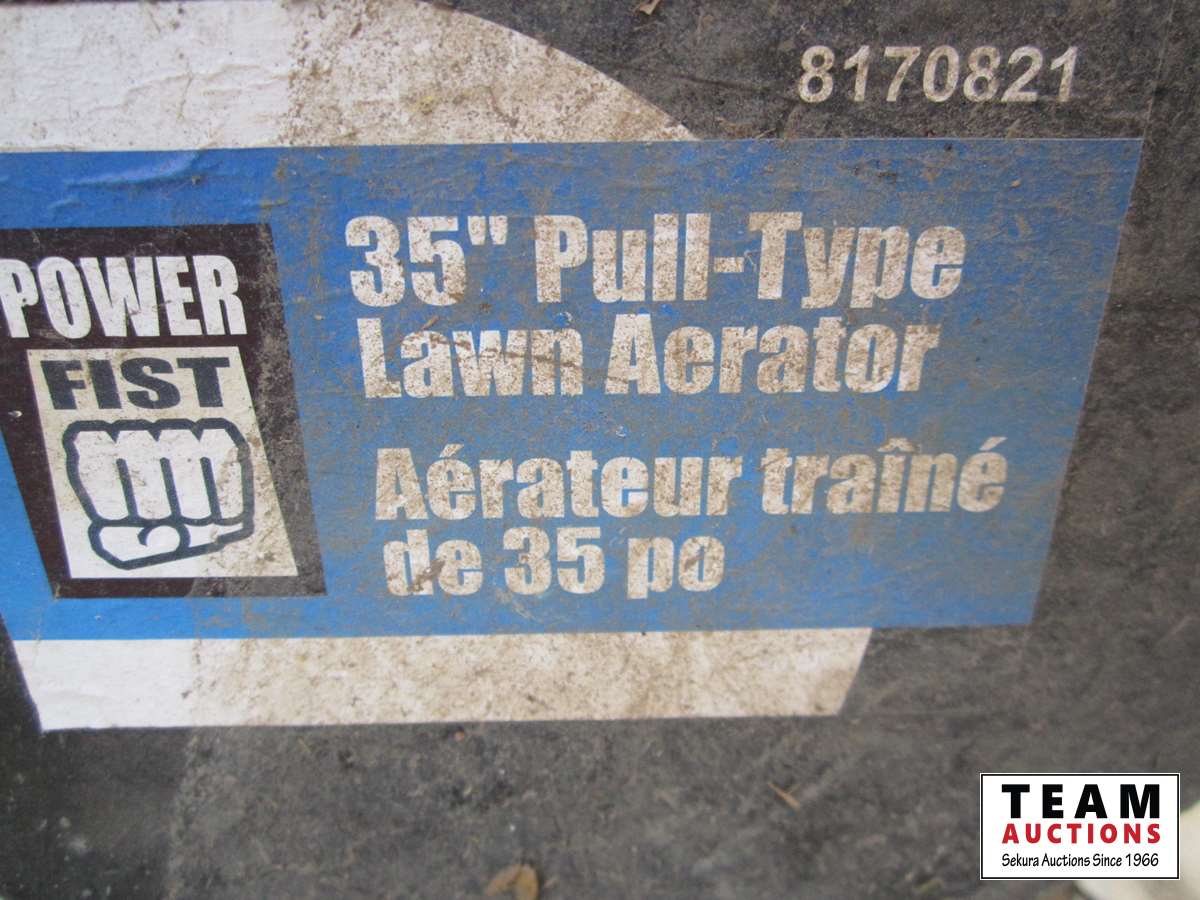 8170821
POWER
FIST
35" Pull-Type
Lawn Aerator
Aérateur traîné
de 35 po
TEAM
AUCTIONS
Sekura Auctions Since 1966